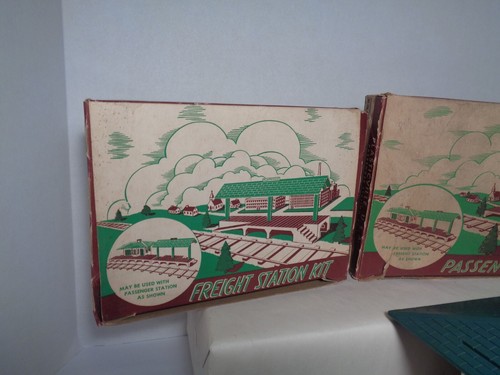 MAY BE USED WITH
PASSENGER STATION
AS SHOWN
FREIGHT STATION KIT
MAY BE USED WITH
FREIGHT STATION
AS SHOWN
PASSEN